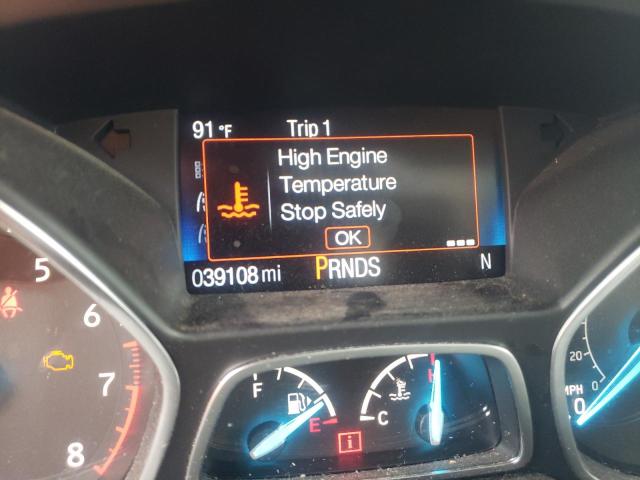 91 °F Trip 1
High Engine
Temperature
Stop Safely
OK
039108 mi PRNDS N
5
6
7
8
F E
C H
20
MPH 0
0